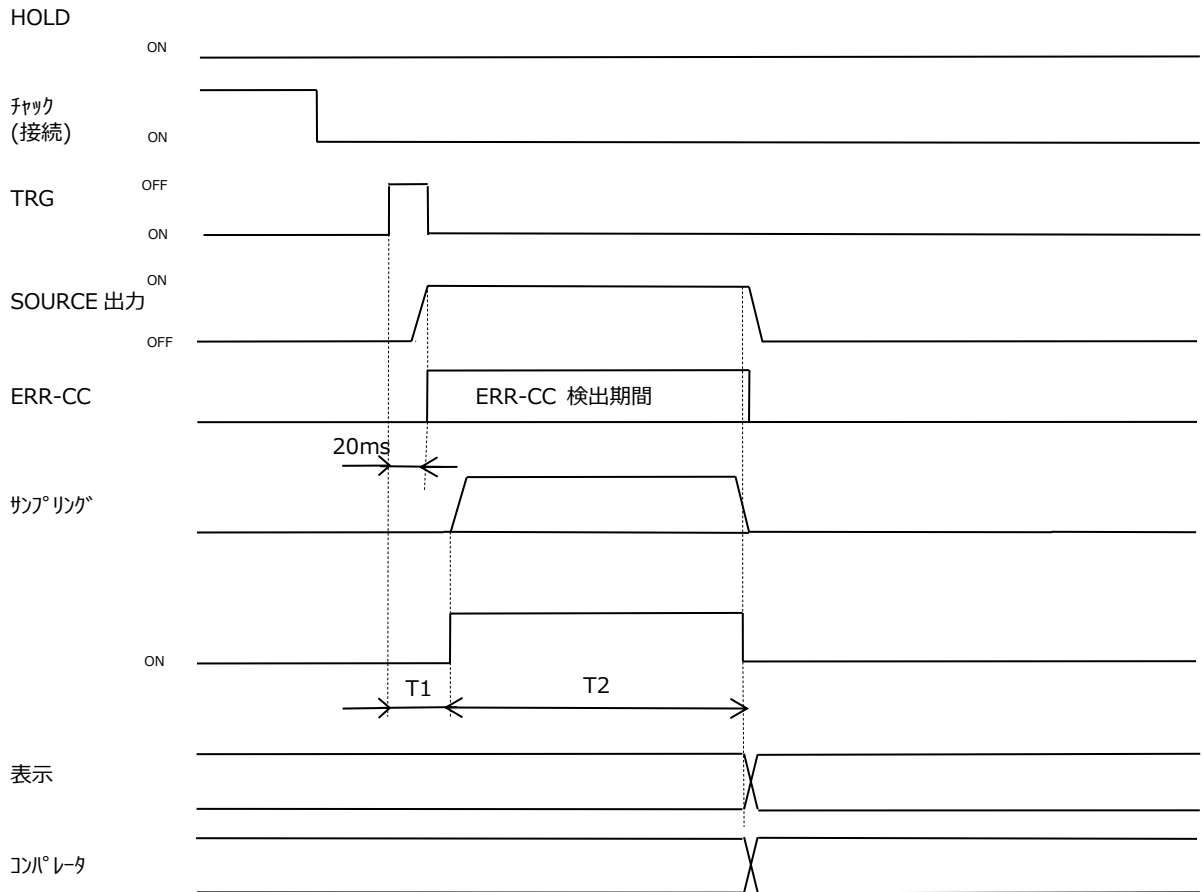 HOLD
ON
ﾁｬｯｸ
(接続)
ON
TRG
OFF
ON
ON
SOURCE 出力
OFF
ERR-CC
ERR-CC 検出期間
20ms
ｻﾝﾌﾟﾘﾝｸﾞ
ON
T1
T2
表示
ｺﾝﾊﾟﾚｰﾀ